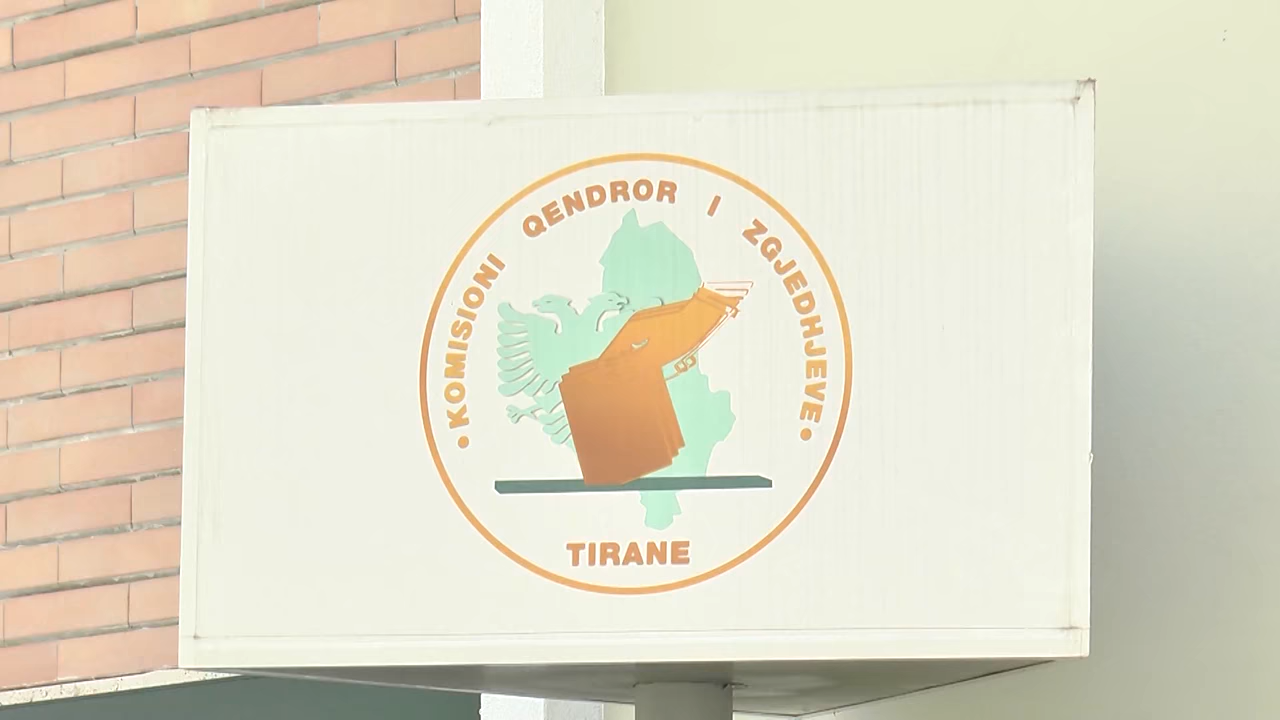 • KOMISIONI QENDROR I ZGJEDHJEVE •
TIRANE